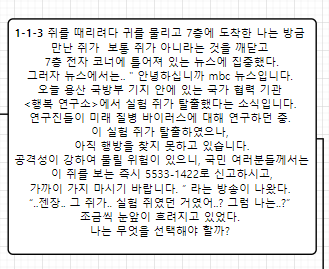 1-1-3 쥐를 때리려다 귀를 물리고 7층에 도착한 나는 방금
만난 쥐가  보통 쥐가 아니라는 것을 깨닫고
7층 전자 코너에 틀어져 있는 뉴스에 집중했다.
그러자 뉴스에서는.. " 안녕하십니까 mbc 뉴스입니다.
오늘 용산 국방부 기지 안에 있는 국가 협력 기관
<행복 연구소>에서 실험 쥐가 탈출했다는 소식입니다.
연구진들이 미래 질병 바이러스에 대해 연구하던 중.
이 실험 쥐가 탈출하였으나,
아직 행방을 찾지 못하고 있습니다.
공격성이 강하여 물릴 위험이 있으니, 국민 여러분들께서는
이 쥐를 보는 즉시 5533-1422로 신고하시고,
가까이 가지 마시기 바랍니다. " 라는 방송이 나왔다.
"..젠장.. 그 쥐가.. 실험 쥐였던 거였어..? 그럼 나는..?"
조금씩 눈앞이 흐려지고 있었다.
나는 무엇을 선택해야 할까?